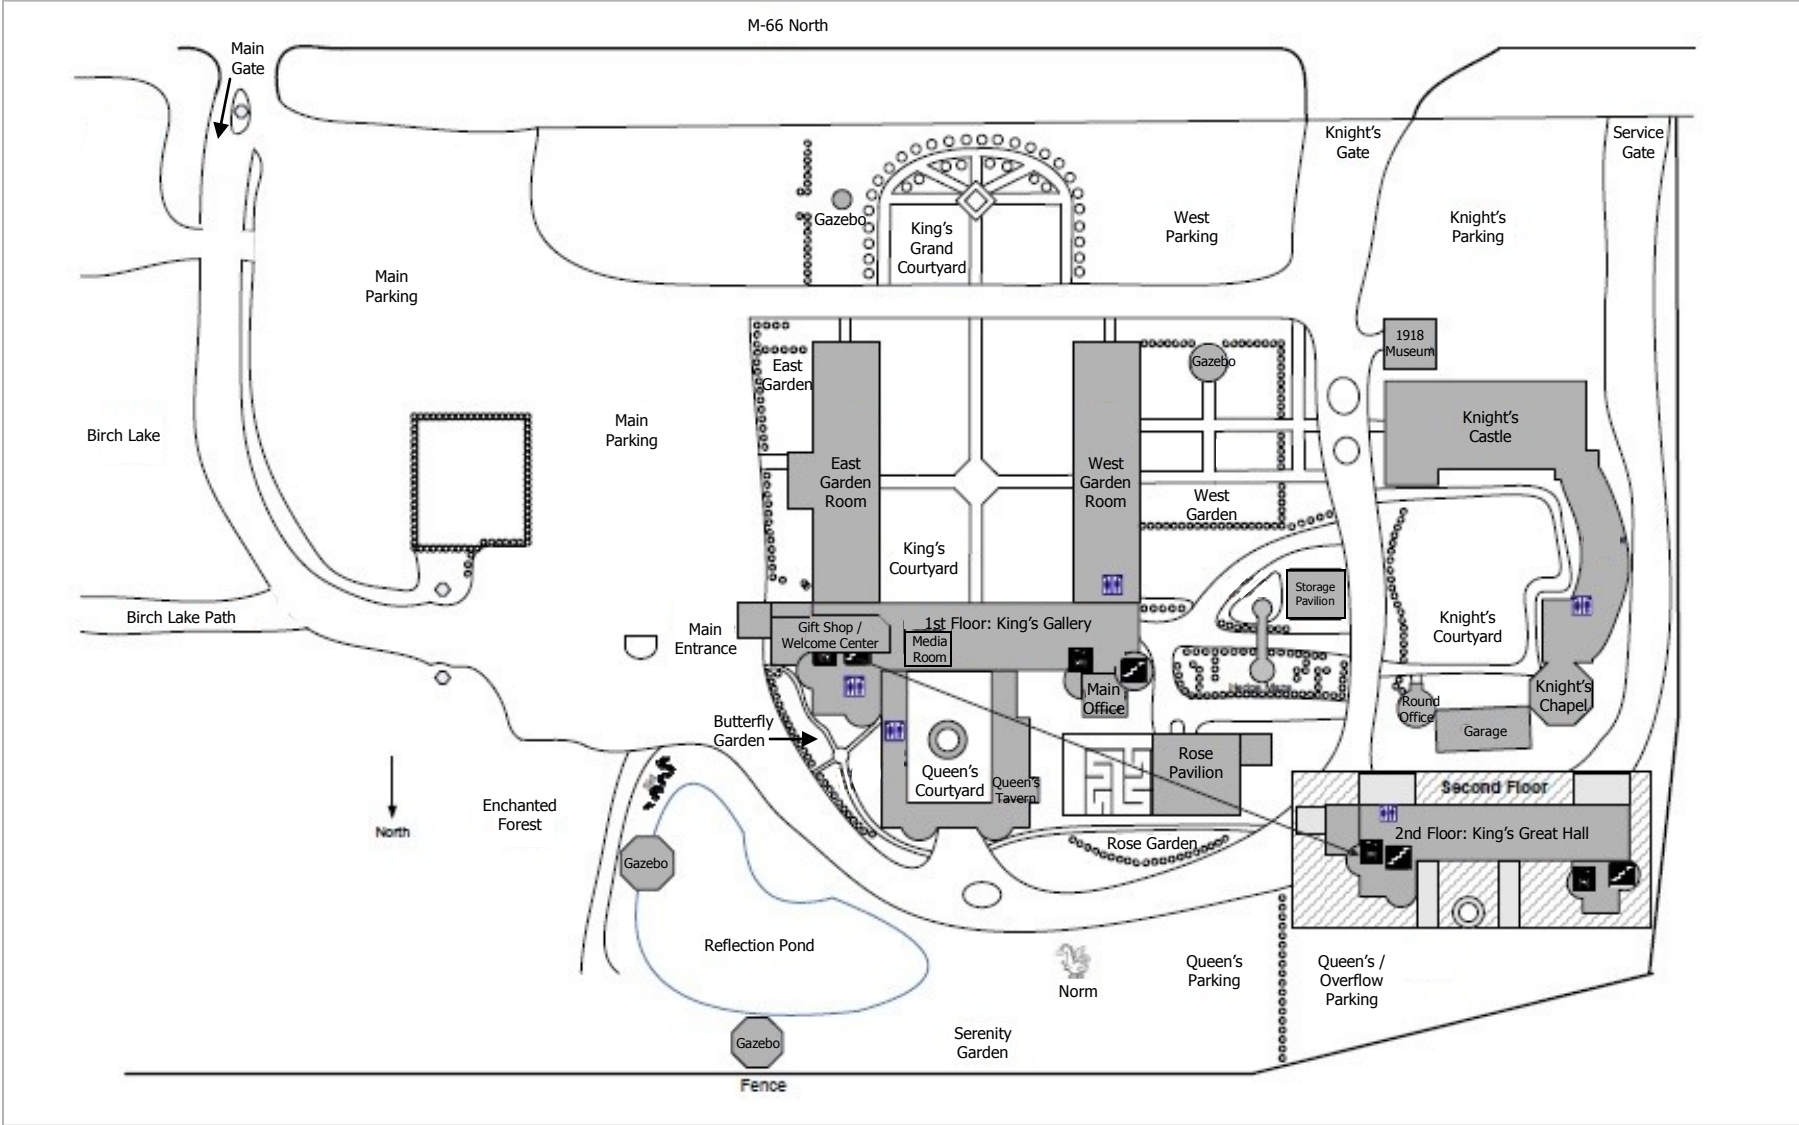 M-66 North
Main
Gate
Knight's
Gate
Service
Gate
Gazebo
King's
Grand
Courtyard
West
Parking
Knight's
Parking
Main
Parking
1918
Museum
East
Garden
Gazebo
Birch Lake
Main
Parking
Knight's
Castle
East
Garden
Room
West
Garden
Room
West
Garden
King's
Courtyard
Storage
Pavilion
Birch Lake Path
Main
Entrance
Gift Shop /
Welcome Center
1st Floor: King's Gallery
Media
Room
Knight's
Courtyard
Main
Office
Round
Office
Knight's
Chapel
Garage
Butterfly
Garden
Queen's
Courtyard
Queen's
Tavern
Rose
Pavilion
Second Floor
2nd Floor: King's Great Hall
Enchanted
Forest
North
Rose Garden
Gazebo
Reflection Pond
Norm
Queen's
Parking
Queen's /
Overflow
Parking
Gazebo
Serenity
Garden
Fence